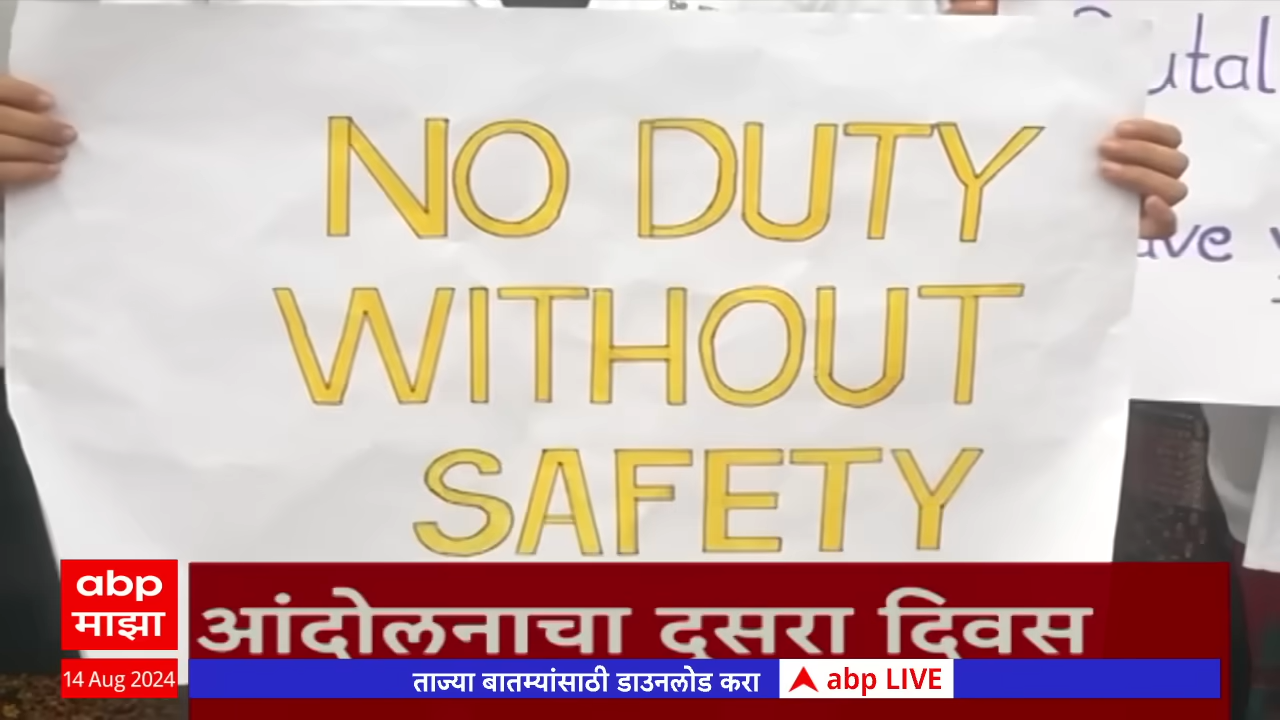 NO DUTY
WITHOUT
SAFETY
abp
माझा
आंदोलनाचा दुसरा दिवस
14 Aug 2024
ताज्या बातम्यांसाठी डाउनलोड करा
abp LIVE